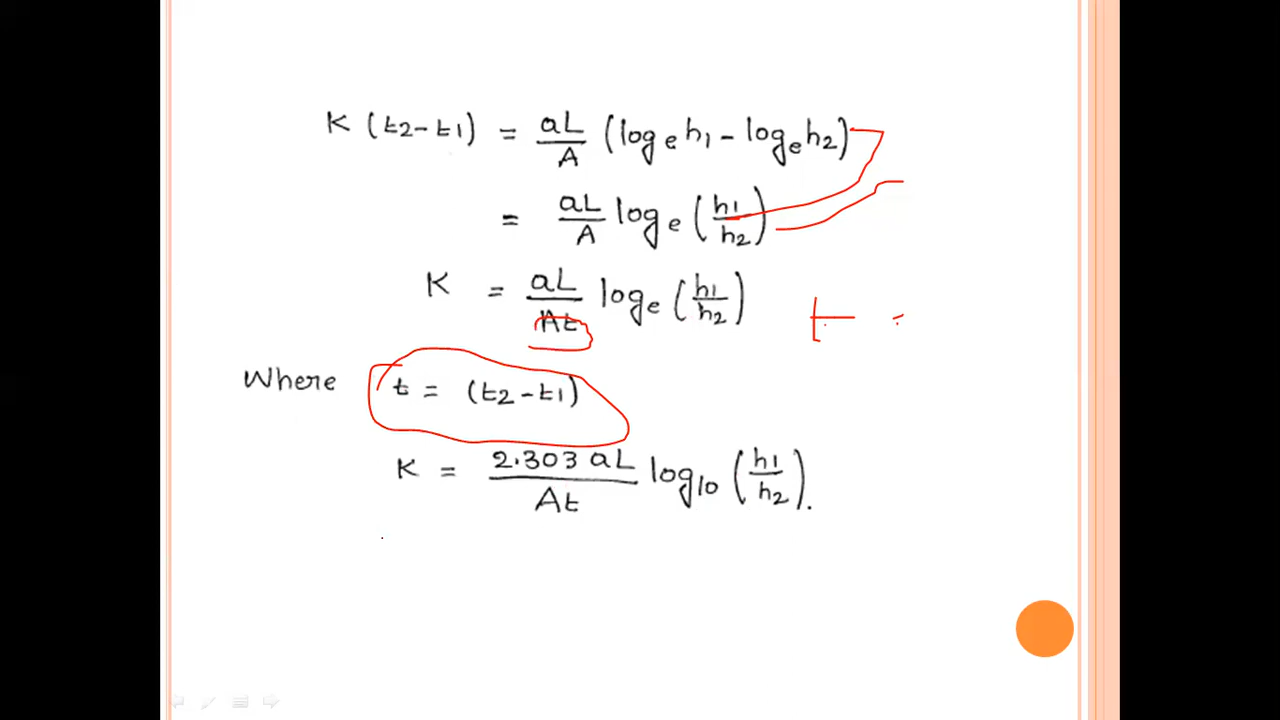 K (t2-t1) = aL/A (logₑ h1 - logₑ h2)
= aL/A logₑ (h1/h2)
K = aL/At logₑ (h1/h2) t =
Where t = (t2-t1)
K = 2.303 aL/At log10 (h1/h2).